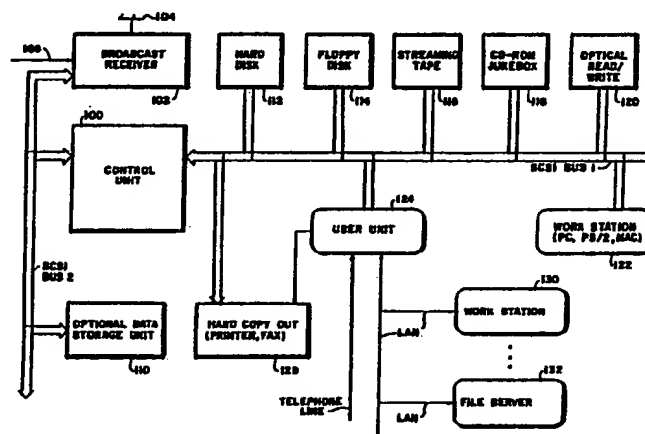 104
106
BROADCAST
RECEIVER
102
HARD
DISK
112
FLOPPY
DISK
114
STREAMING
TAPE
116
CD-ROM
JUKEBOX
118
OPTICAL
READ/
WRITE
120
100
CONTROL
UNIT
SCSI BUS 1
124
USER UNIT
WORK STATION
(PC, PS/2, MAC)
122
SCSI
BUS 2
OPTIONAL DATA
STORAGE UNIT
110
HARD COPY OUT
(PRINTER, FAX)
130
WORK STATION
LAN
132
FILE SERVER
TELEPHONE
LINE
LAN